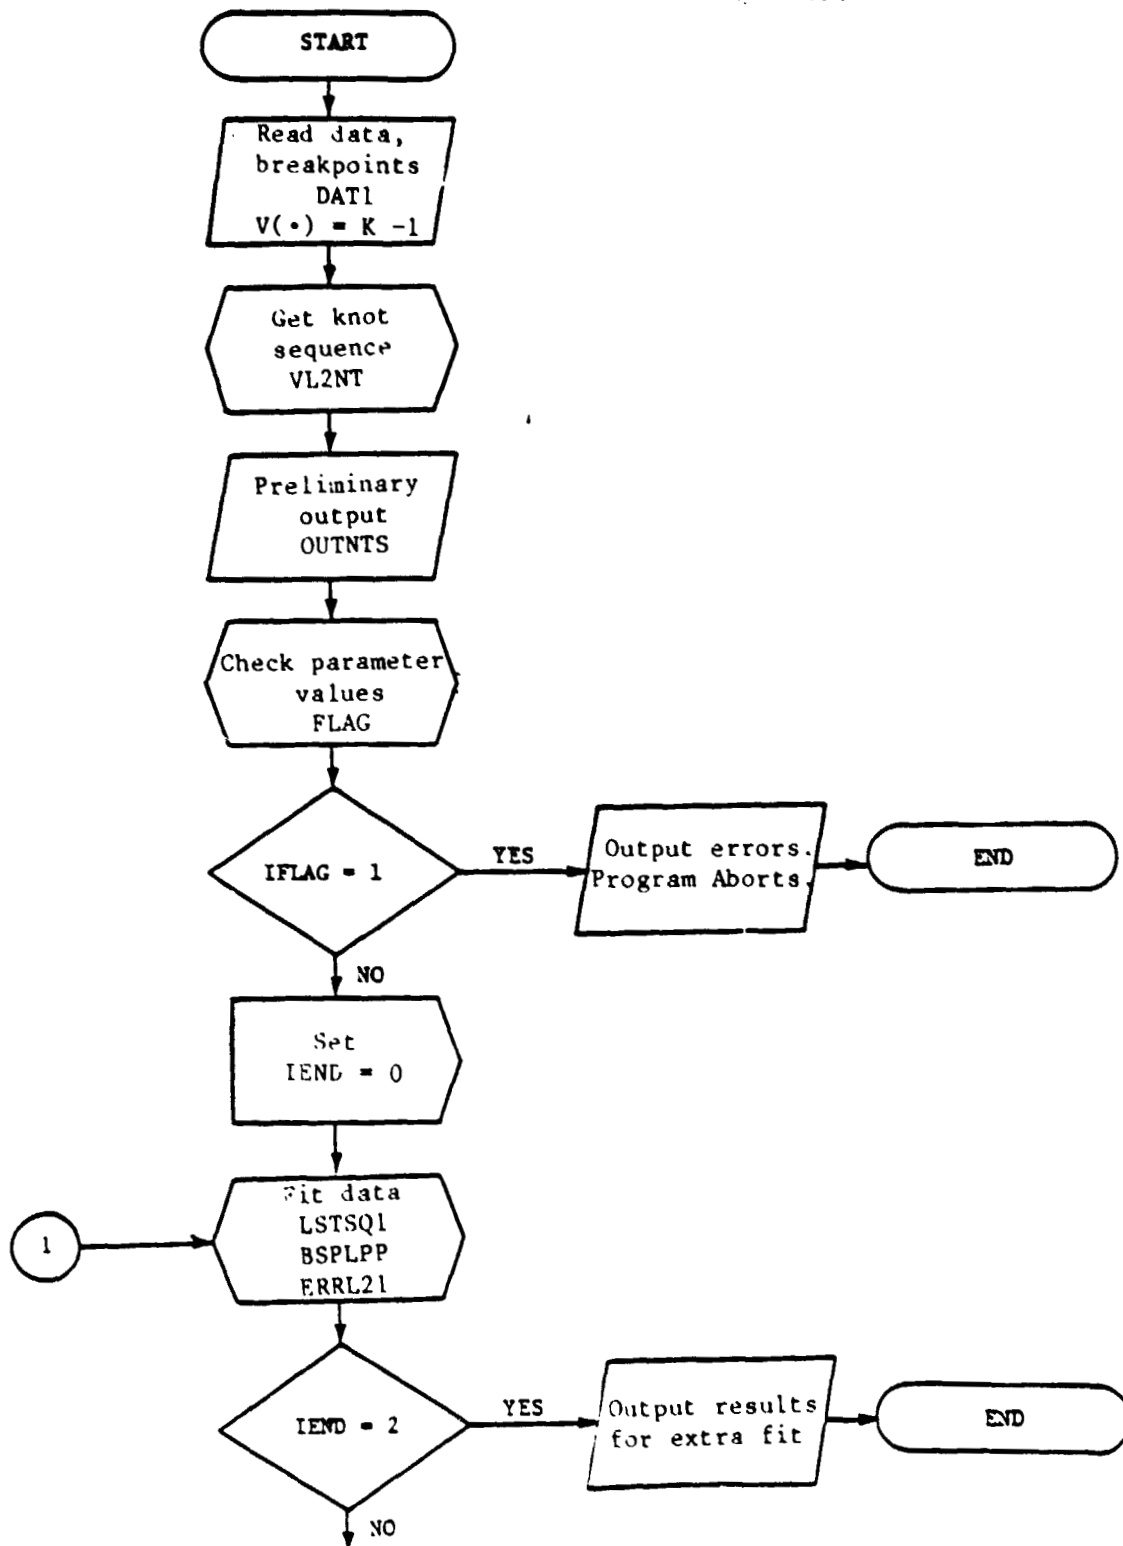 START
Read data,
breakpoints
DAT1
V(•) = K -1
Get knot
sequence
VL2NT
Preliminary
output
OUTNTS
Check parameter
values
FLAG
IFLAG = 1
YES
Output errors.
Program Aborts.
END
NO
Set
IEND = 0
1
Fit data
LSTSQ1
BSPLPP
ERRL21
IEND = 2
YES
Output results
for extra fit
END
NO